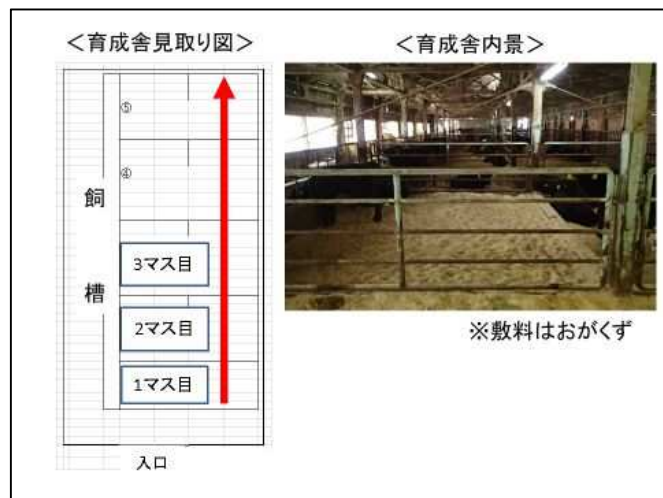 <育成舎見取り図>
<育成舎内景>
⑤
④
飼
槽
3マス目
2マス目
1マス目
入口
※敷料はおがくず